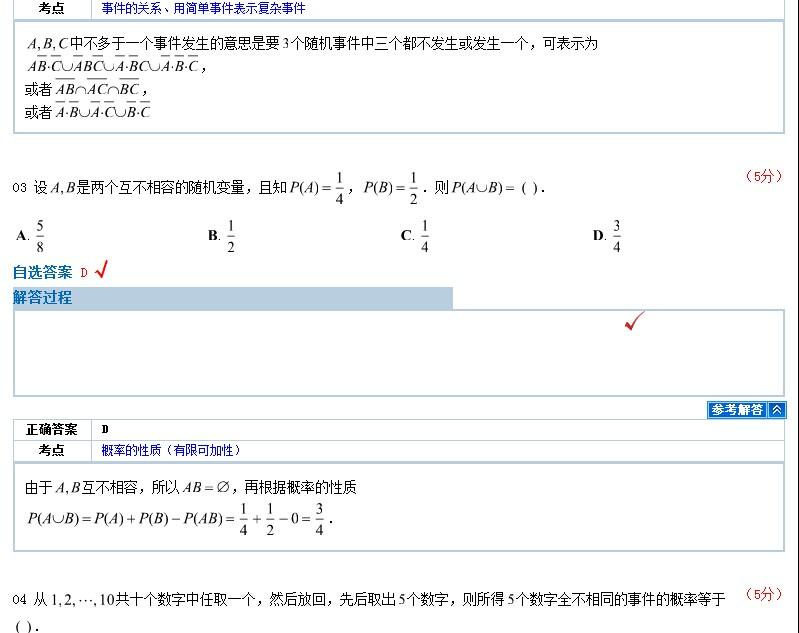 考点 事件的关系、用简单事件表示复杂事件
A, B, C中不多于一个事件发生的意思是要3个随机事件中三个都不发生或发生一个，可表示为
AB̅·C̅∪A̅BC̅∪A̅·B̅C∪A̅·B̅·C̅，
或者 A̅B̅∩A̅C̅∩B̅C̅，
或者 A̅·B̅∪A̅·C̅∪B̅·C̅
03 设 A, B是两个互不相容的随机变量，且知 P(A)=1/4， P(B)=1/2．则 P(A∪B)=（ ）． （5分）
A. 5/8 B. 1/2 C. 1/4 D. 3/4
自选答案 D ✓
解答过程
✓
参考解答
正确答案 D
考点 概率的性质（有限可加性）
由于 A, B互不相容，所以 AB=∅，再根据概率的性质
P(A∪B)=P(A)+P(B)−P(AB)=1/4+1/2−0=3/4．
04 从 1,2,⋯,10共十个数字中任取一个，然后放回，先后取出5个数字，则所得5个数字全不相同的事件的概率等于 （5分）
（ ）．